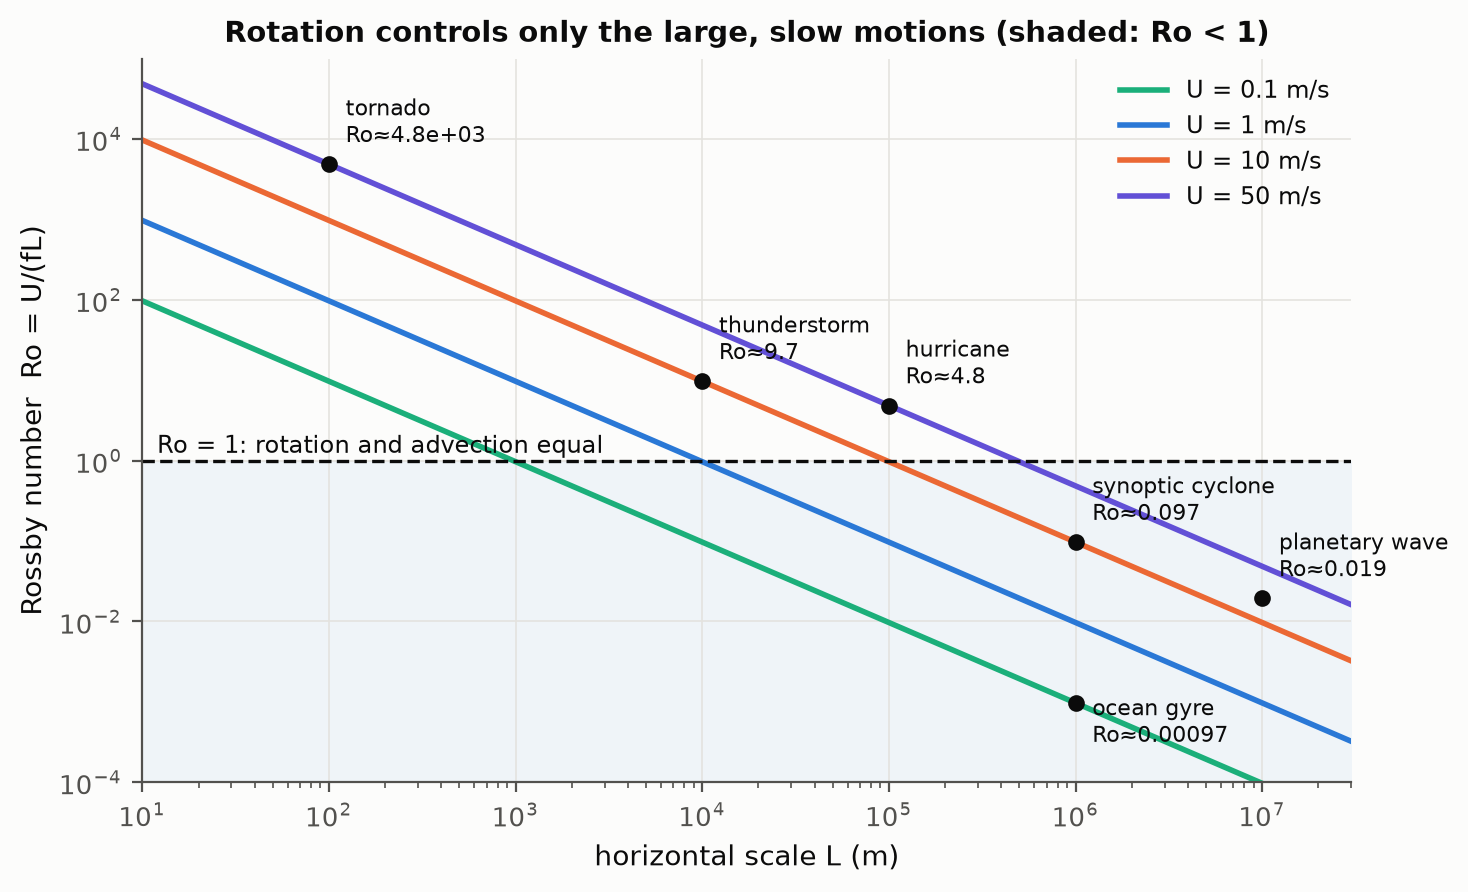 Rotation controls only the large, slow motions (shaded: Ro < 1)
U = 0.1 m/s
U = 1 m/s
U = 10 m/s
U = 50 m/s
tornado
Ro≈4.8e+03
thunderstorm
Ro≈9.7
hurricane
Ro≈4.8
Ro = 1: rotation and advection equal
synoptic cyclone
Ro≈0.097
planetary wave
Ro≈0.019
ocean gyre
Ro≈0.00097
Rossby number  Ro = U/(fL)
10⁴
10²
10⁰
10⁻²
10⁻⁴
10¹
10²
10³
10⁴
10⁵
10⁶
10⁷
horizontal scale L (m)